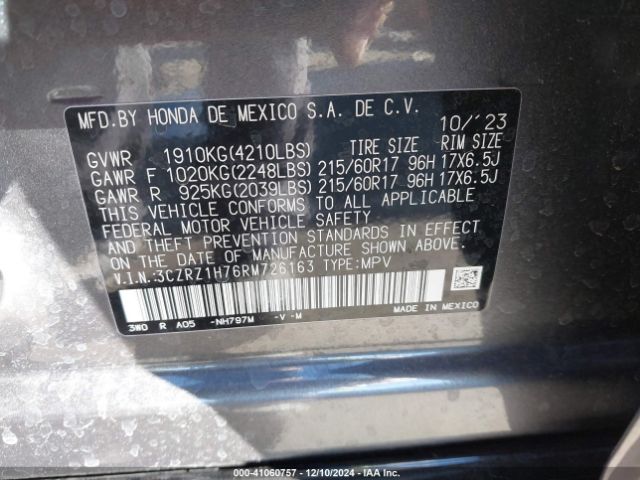 MFD.BY HONDA DE MEXICO S.A. DE C.V.
10/'23
GVWR 1910KG(4210LBS) TIRE SIZE RIM SIZE
GAWR F 1020KG(2248LBS) 215/60R17 96H 17X6.5J
GAWR R 925KG(2039LBS) 215/60R17 96H 17X6.5J
THIS VEHICLE CONFORMS TO ALL APPLICABLE
FEDERAL MOTOR VEHICLE SAFETY
AND THEFT PREVENTION STANDARDS IN EFFECT
ON THE DATE OF MANUFACTURE SHOWN ABOVE.
V.I.N.:3CZRZ1H76RM726163 TYPE:MPV
3W0 R A05 -NH797M -V -M MADE IN MEXICO
000-41060757 - 12/10/2024 - IAA Inc.